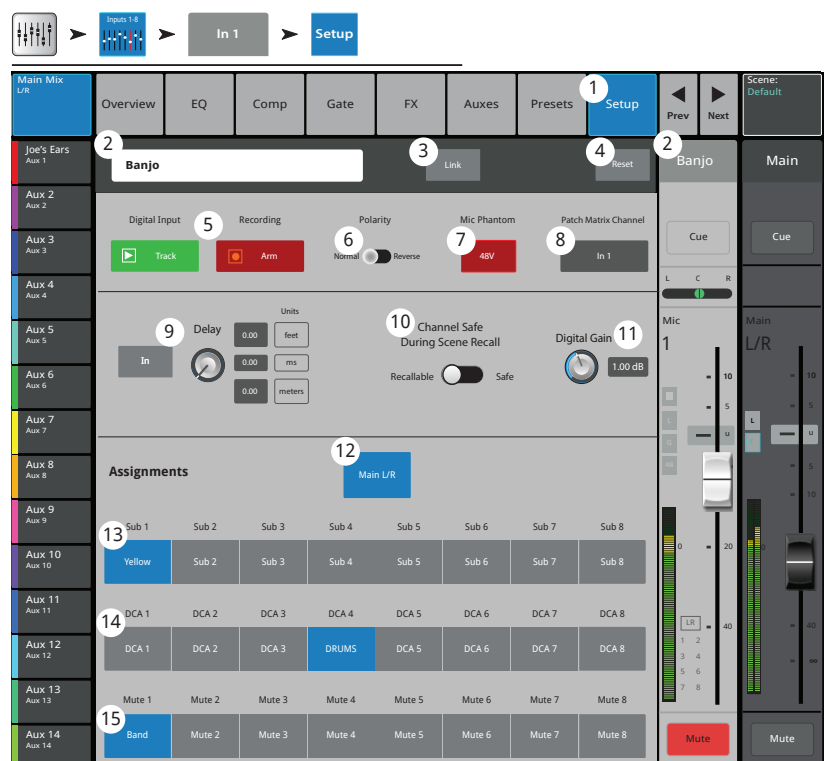 Inputs 1-8
In 1
Setup
Main Mix
L/R
Overview
EQ
Comp
Gate
FX
Auxes
Presets
1
Setup
Prev
Next
Scene:
Default
Joe's Ears
Aux 1
Aux 2
Aux 2
Aux 3
Aux 3
Aux 4
Aux 4
Aux 5
Aux 5
Aux 6
Aux 6
Aux 7
Aux 7
Aux 8
Aux 8
Aux 9
Aux 9
Aux 10
Aux 10
Aux 11
Aux 11
Aux 12
Aux 12
Aux 13
Aux 13
Aux 14
Aux 14
2
Banjo
3
Link
4
Reset
Digital Input
5
Recording
Polarity
Mic Phantom
Patch Matrix Channel
Track
Arm
6
Normal
Reverse
7
48V
8
In 1
9
In
Delay
Units
0.00
feet
0.00
ms
0.00
meters
10
Channel Safe
During Scene Recall
Recallable
Safe
Digital Gain
11
1.00 dB
Assignments
12
Main L/R
13
Sub 1
Sub 2
Sub 3
Sub 4
Sub 5
Sub 6
Sub 7
Sub 8
Yellow
Sub 2
Sub 3
Sub 4
Sub 5
Sub 6
Sub 7
Sub 8
14
DCA 1
DCA 2
DCA 3
DCA 4
DCA 5
DCA 6
DCA 7
DCA 8
DCA 1
DCA 2
DCA 3
DRUMS
DCA 5
DCA 6
DCA 7
DCA 8
15
Mute 1
Mute 2
Mute 3
Mute 4
Mute 5
Mute 6
Mute 7
Mute 8
Band
Mute 2
Mute 3
Mute 4
Mute 5
Mute 6
Mute 7
Mute 8
2
Banjo
Cue
L C R
Mic
1
10
5
L
G
U
0
20
LR
40
1 2
3 4
5 6
7 8
Mute
Main
Cue
Main
L/R
10
5
L
U
5
10
0
20
40
∞
Mute